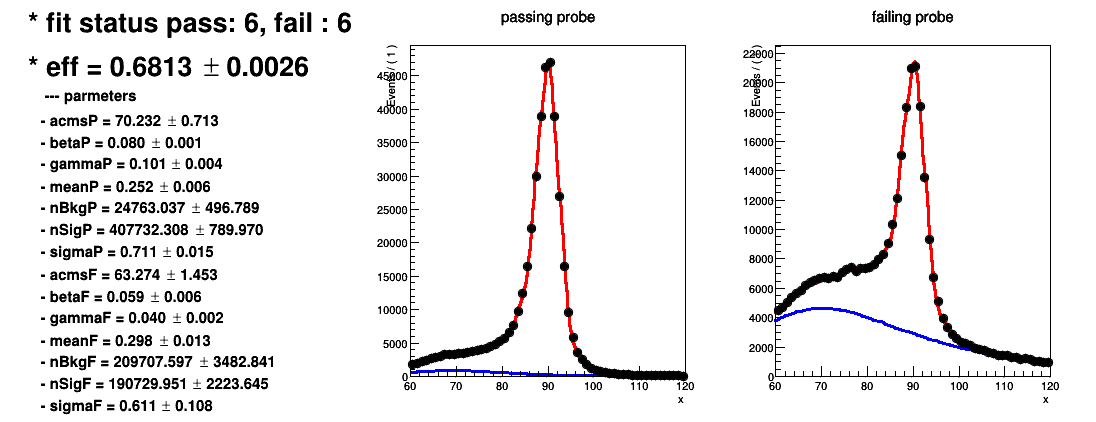 * fit status pass: 6, fail : 6
* eff = 0.6813 ± 0.0026
--- parmeters
- acmsP = 70.232 ± 0.713
- betaP = 0.080 ± 0.001
- gammaP = 0.101 ± 0.004
- meanP = 0.252 ± 0.006
- nBkgP = 24763.037 ± 496.789
- nSigP = 407732.308 ± 789.970
- sigmaP = 0.711 ± 0.015
- acmsF = 63.274 ± 1.453
- betaF = 0.059 ± 0.006
- gammaF = 0.040 ± 0.002
- meanF = 0.298 ± 0.013
- nBkgF = 209707.597 ± 3482.841
- nSigF = 190729.951 ± 2223.645
- sigmaF = 0.611 ± 0.108
passing probe
Events / ( 1 )
45000
40000
35000
30000
25000
20000
15000
10000
5000
0
60 70 80 90 100 110 120
x
failing probe
Events / ( 1 )
22000
20000
18000
16000
14000
12000
10000
8000
6000
4000
2000
0
60 70 80 90 100 110 120
x